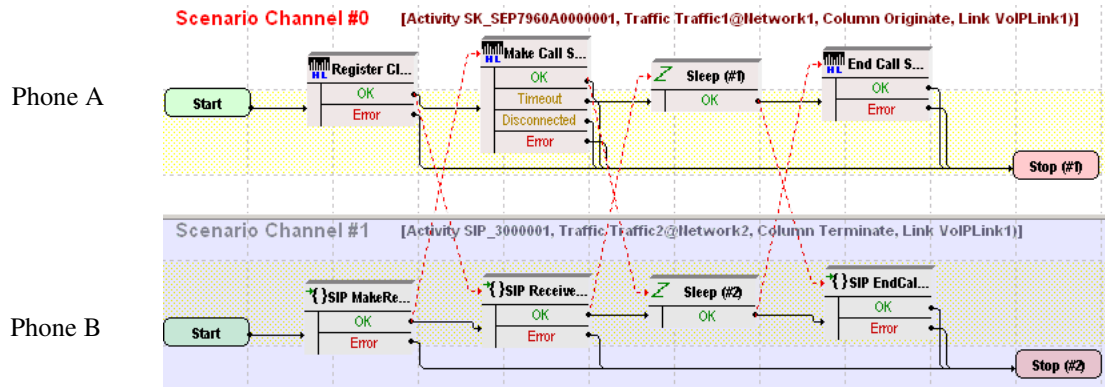 Scenario Channel #0 [Activity SK_SEP7960A0000001, Traffic Traffic1@Network1, Column Originate, Link VoIPLink1)]
Phone A
Start
HL Register Cl...
OK
Error
HL Make Call S...
OK
Timeout
Disconnected
Error
Z Sleep (#1)
OK
HL End Call S...
OK
Error
Stop (#1)
Scenario Channel #1 [Activity SIP_3000001, Traffic Traffic2@Network2, Column Terminate, Link VoIPLink1)]
Phone B
Start
{}SIP MakeRe...
OK
Error
{}SIP Receive...
OK
Error
Z Sleep (#2)
OK
{}SIP EndCal...
OK
Error
Stop (#2)